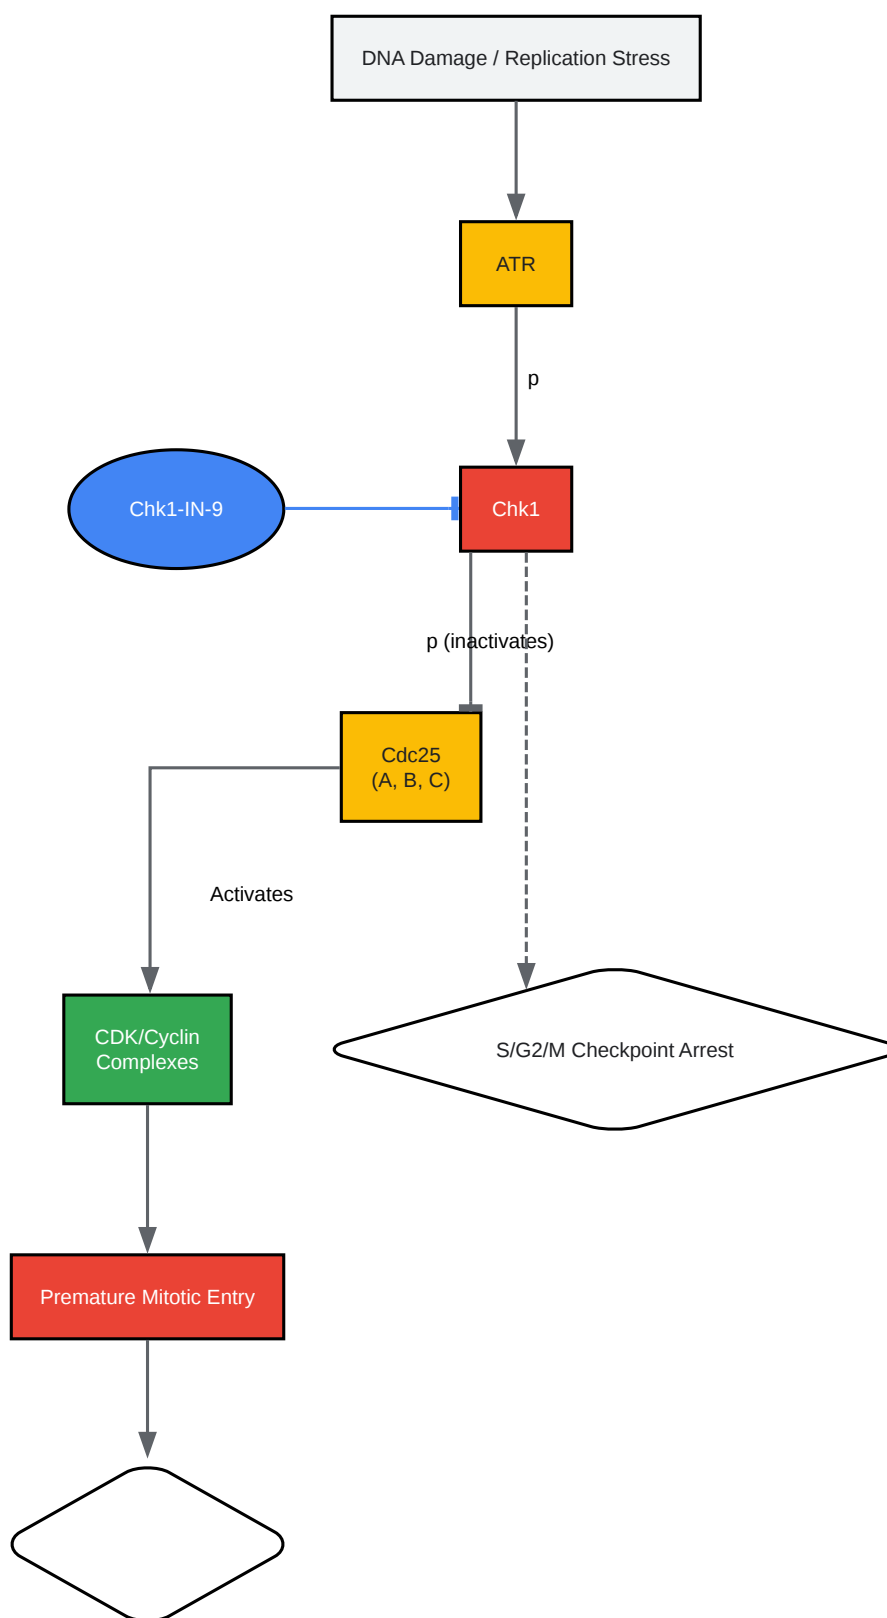 DNA Damage / Replication Stress
ATR
p
Chk1-IN-9
Chk1
p (inactivates)
Cdc25
(A, B, C)
Activates
CDK/Cyclin
Complexes
S/G2/M Checkpoint Arrest
Premature Mitotic Entry